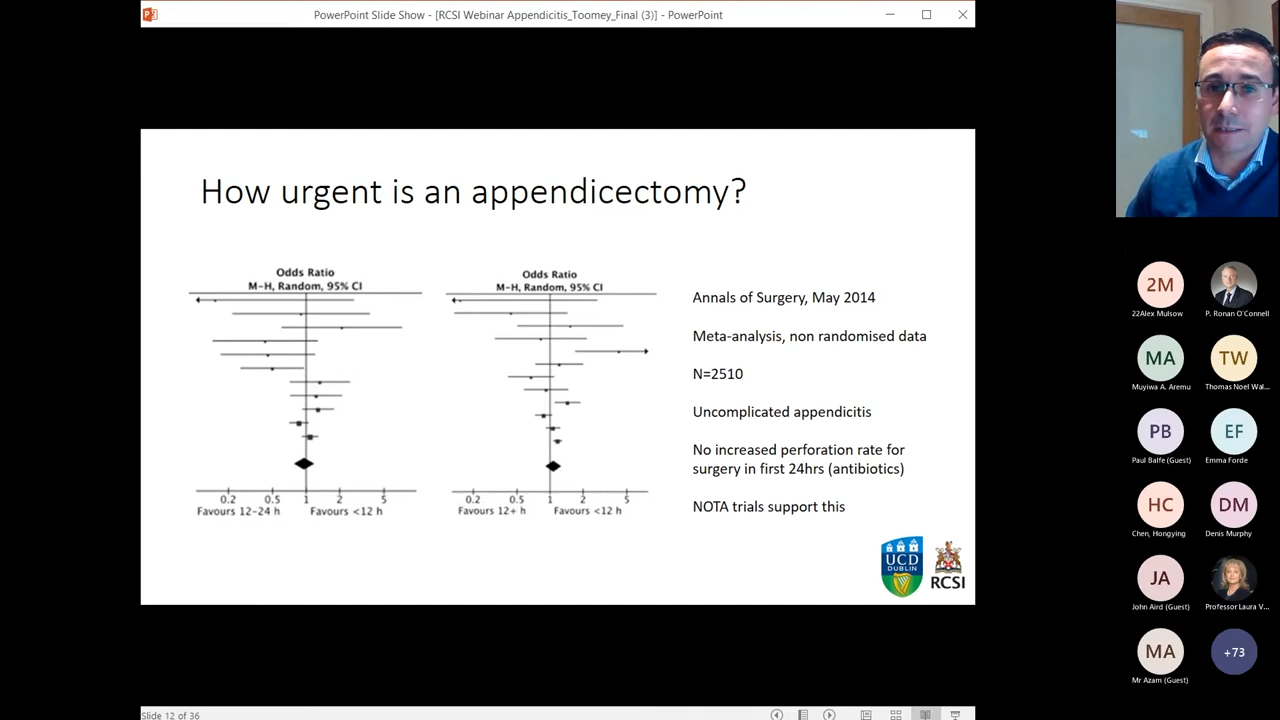 PowerPoint Slide Show - [RCSI Webinar Appendicitis_Toomey_Final (3)] - PowerPoint
How urgent is an appendicectomy?
Odds Ratio
M-H, Random, 95% CI
0.2 0.5 1 2 5
Favours 12-24 h Favours <12 h
Odds Ratio
M-H, Random, 95% CI
0.2 0.5 1 2 5
Favours 12+ h Favours <12 h
Annals of Surgery, May 2014
Meta-analysis, non randomised data
N=2510
Uncomplicated appendicitis
No increased perforation rate for
surgery in first 24hrs (antibiotics)
NOTA trials support this
UCD
DUBLIN
RCSI
2M
22Alex Mulsow
P. Ronan O'Connell
MA
Muyiwa A. Aremu
TW
Thomas Noel Wal...
PB
Paul Balfe (Guest)
EF
Emma Forde
HC
Chen, Hongying
DM
Denis Murphy
JA
John Aird (Guest)
Professor Laura V...
MA
Mr Azam (Guest)
+73
Slide 12 of 36